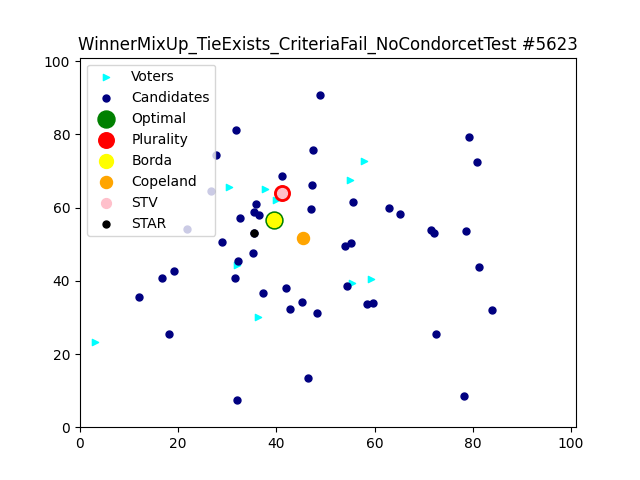 WinnerMixUp_TieExists_CriteriaFail_NoCondorcetTest #5623
Voters
Candidates
Optimal
Plurality
Borda
Copeland
STV
STAR
100
80
60
40
20
0
0 20 40 60 80 100